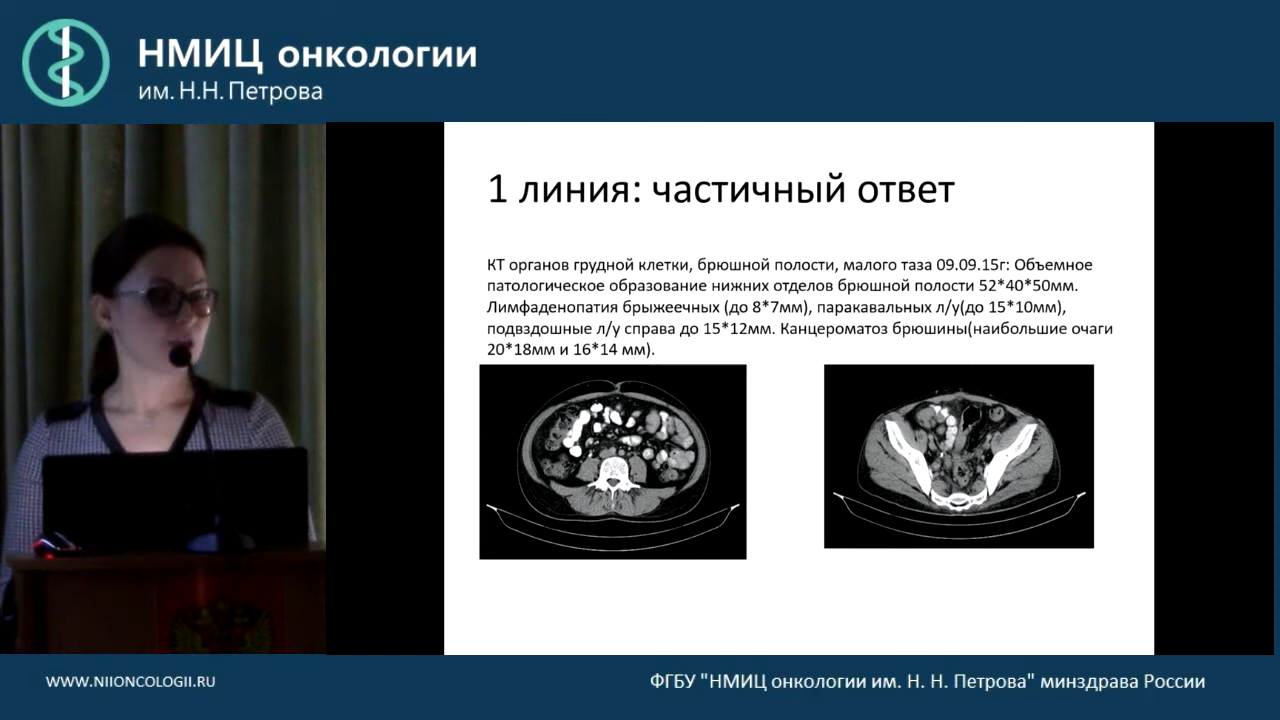 НМИЦ онкологии
им. Н.Н. Петрова
1 линия: частичный ответ
КТ органов грудной клетки, брюшной полости, малого таза 09.09.15г: Объемное
патологическое образование нижних отделов брюшной полости 52*40*50мм.
Лимфаденопатия брыжеечных (до 8*7мм), паракавальных л/у(до 15*10мм),
подвздошные л/у справа до 15*12мм. Канцероматоз брюшины(наибольшие очаги
20*18мм и 16*14 мм).
WWW.NIIONCOLOGII.RU
ФГБУ "НМИЦ онкологии им. Н. Н. Петрова" минздрава России